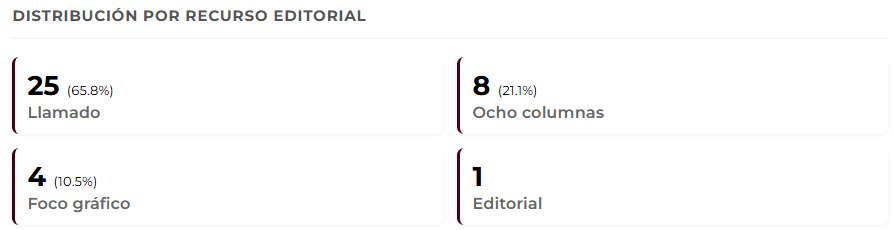 DISTRIBUCIÓN POR RECURSO EDITORIAL
25 (65.8%)
Llamado
8 (21.1%)
Ocho columnas
4 (10.5%)
Foco gráfico
1
Editorial